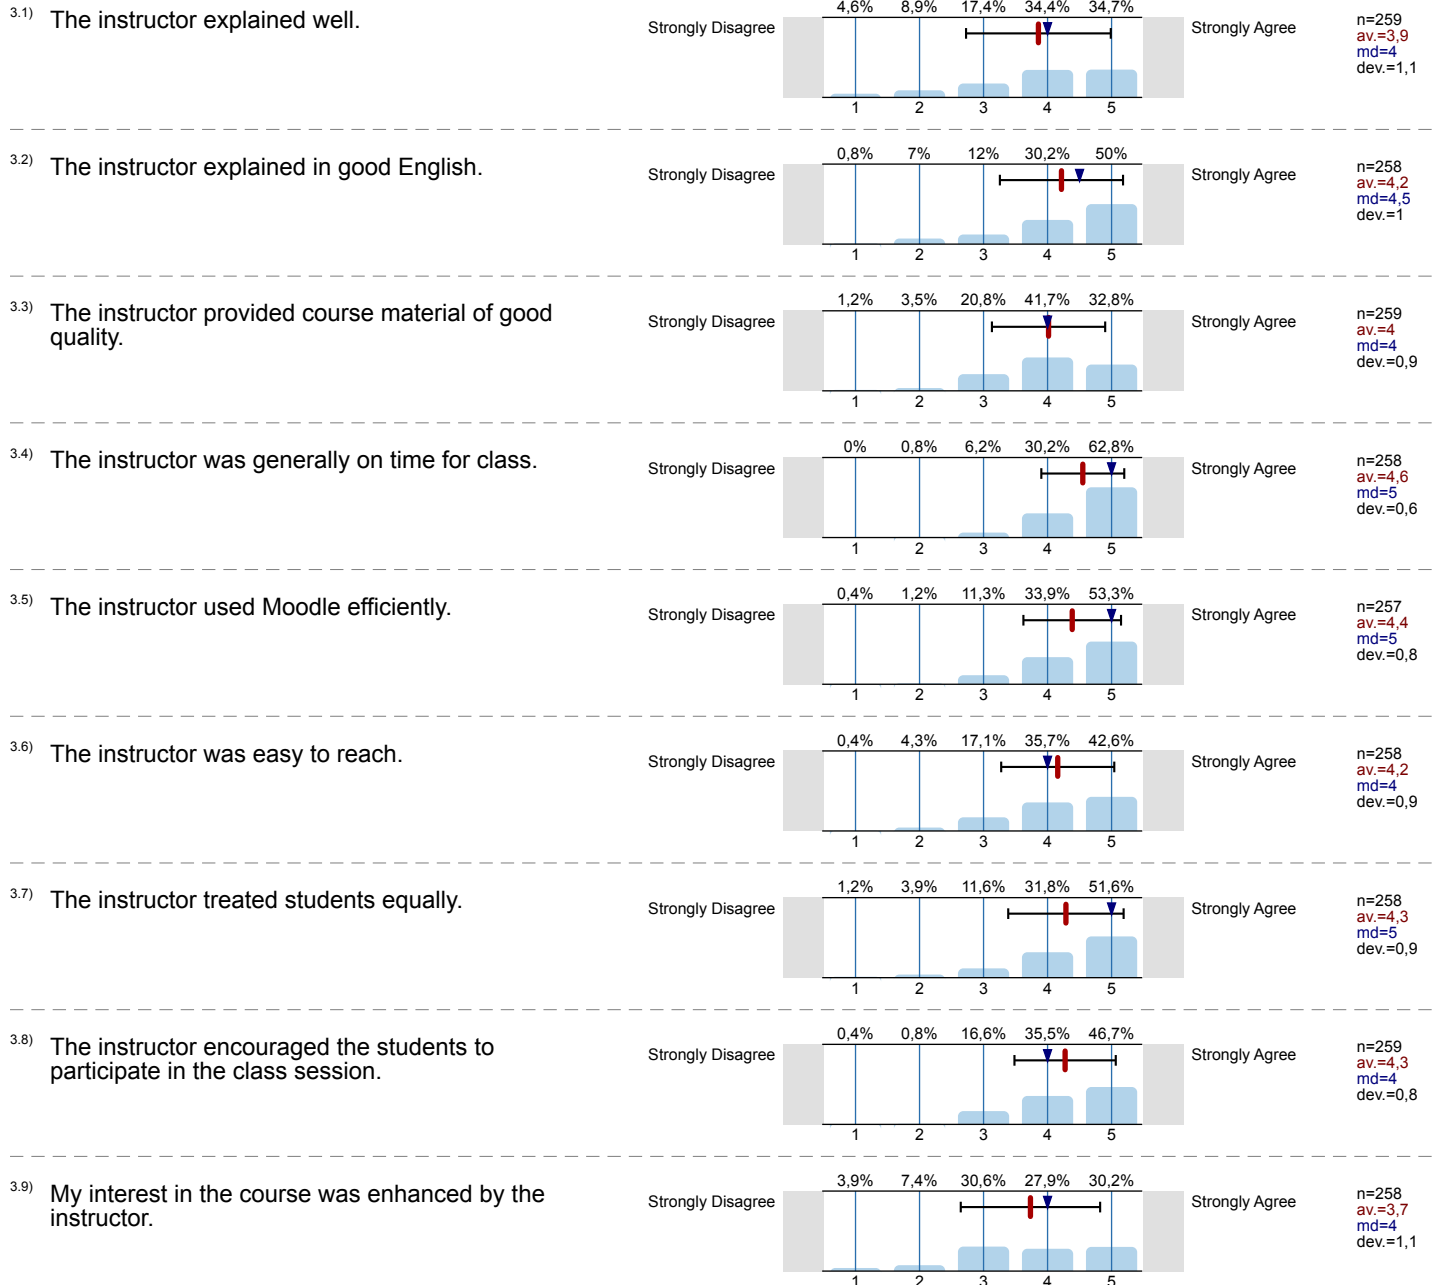 3.1) The instructor explained well.
4,6% 8,9% 17,4% 34,4% 34,7%
Strongly Disagree Strongly Agree
1 2 3 4 5
n=259
av.=3,9
md=4
dev.=1,1
3.2) The instructor explained in good English.
0,8% 7% 12% 30,2% 50%
Strongly Disagree Strongly Agree
1 2 3 4 5
n=258
av.=4,2
md=4,5
dev.=1
3.3) The instructor provided course material of good
quality.
1,2% 3,5% 20,8% 41,7% 32,8%
Strongly Disagree Strongly Agree
1 2 3 4 5
n=259
av.=4
md=4
dev.=0,9
3.4) The instructor was generally on time for class.
0% 0,8% 6,2% 30,2% 62,8%
Strongly Disagree Strongly Agree
1 2 3 4 5
n=258
av.=4,6
md=5
dev.=0,6
3.5) The instructor used Moodle efficiently.
0,4% 1,2% 11,3% 33,9% 53,3%
Strongly Disagree Strongly Agree
1 2 3 4 5
n=257
av.=4,4
md=5
dev.=0,8
3.6) The instructor was easy to reach.
0,4% 4,3% 17,1% 35,7% 42,6%
Strongly Disagree Strongly Agree
1 2 3 4 5
n=258
av.=4,2
md=4
dev.=0,9
3.7) The instructor treated students equally.
1,2% 3,9% 11,6% 31,8% 51,6%
Strongly Disagree Strongly Agree
1 2 3 4 5
n=258
av.=4,3
md=5
dev.=0,9
3.8) The instructor encouraged the students to
participate in the class session.
0,4% 0,8% 16,6% 35,5% 46,7%
Strongly Disagree Strongly Agree
1 2 3 4 5
n=259
av.=4,3
md=4
dev.=0,8
3.9) My interest in the course was enhanced by the
instructor.
3,9% 7,4% 30,6% 27,9% 30,2%
Strongly Disagree Strongly Agree
1 2 3 4 5
n=258
av.=3,7
md=4
dev.=1,1